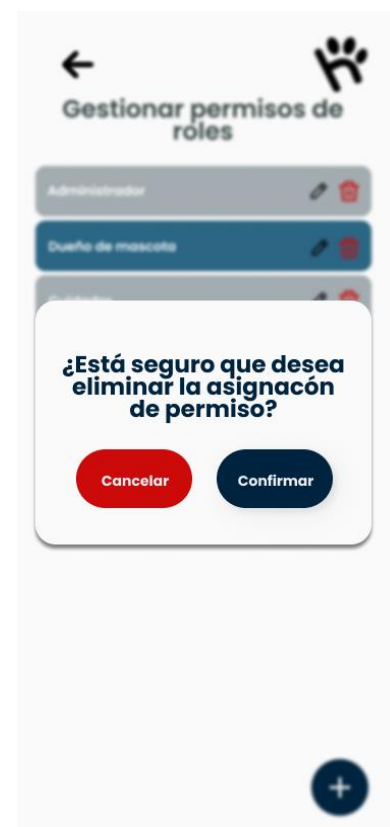 Gestionar permisos de
roles
Administrador
Dueño de mascota
Cuidador
¿Está seguro que desea
eliminar la asignacón
de permiso?
Cancelar
Confirmar